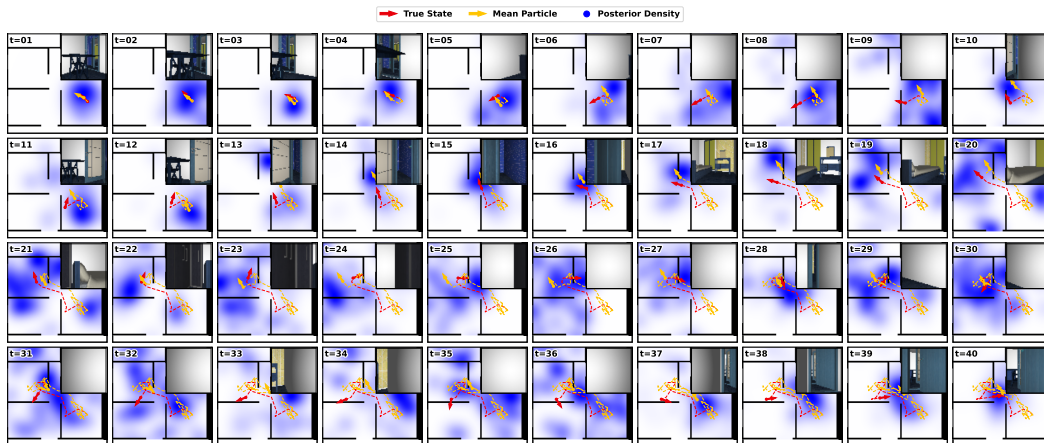 True State Mean Particle Posterior Density
t=01 t=02 t=03 t=04 t=05 t=06 t=07 t=08 t=09 t=10
t=11 t=12 t=13 t=14 t=15 t=16 t=17 t=18 t=19 t=20
t=21 t=22 t=23 t=24 t=25 t=26 t=27 t=28 t=29 t=30
t=31 t=32 t=33 t=34 t=35 t=36 t=37 t=38 t=39 t=40